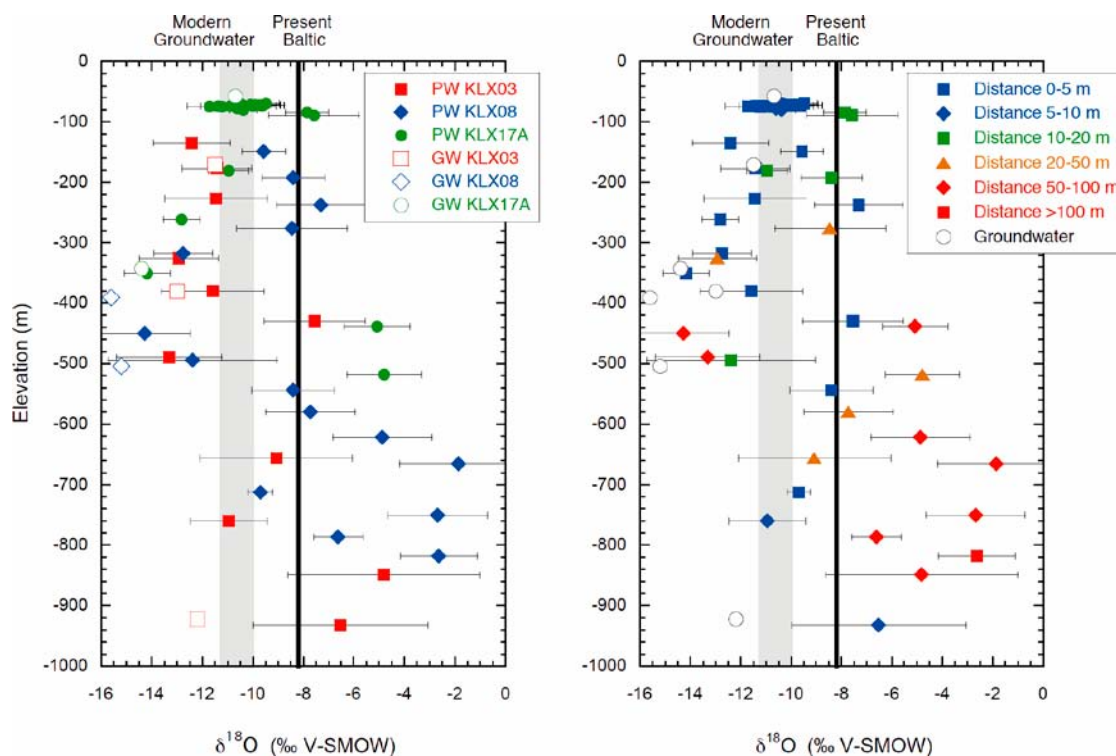 Modern Groundwater
Present Baltic
Modern Groundwater
Present Baltic
0
-100
-200
-300
-400
-500
-600
-700
-800
-900
-1000
Elevation (m)
PW KLX03
PW KLX08
PW KLX17A
GW KLX03
GW KLX08
GW KLX17A
-16 -14 -12 -10 -8 -6 -4 -2 0
δ¹⁸O (‰ V-SMOW)
0
-100
-200
-300
-400
-500
-600
-700
-800
-900
-1000
Distance 0-5 m
Distance 5-10 m
Distance 10-20 m
Distance 20-50 m
Distance 50-100 m
Distance >100 m
Groundwater
-16 -14 -12 -10 -8 -6 -4 -2 0
δ¹⁸O (‰ V-SMOW)